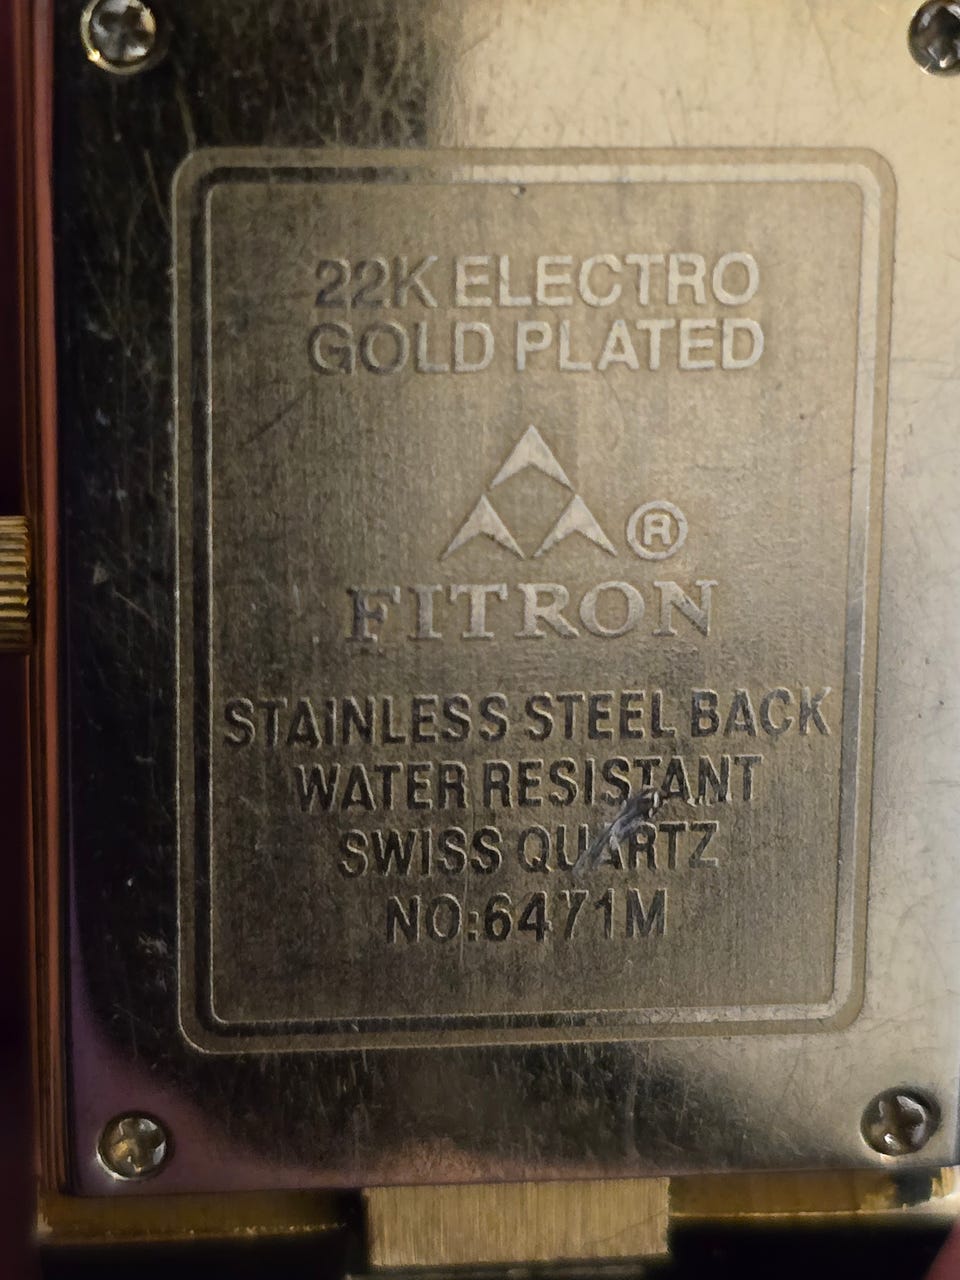 22K ELECTRO
GOLD PLATED
®
FITRON
STAINLESS STEEL BACK
WATER RESISTANT
SWISS QUARTZ
NO:6471M